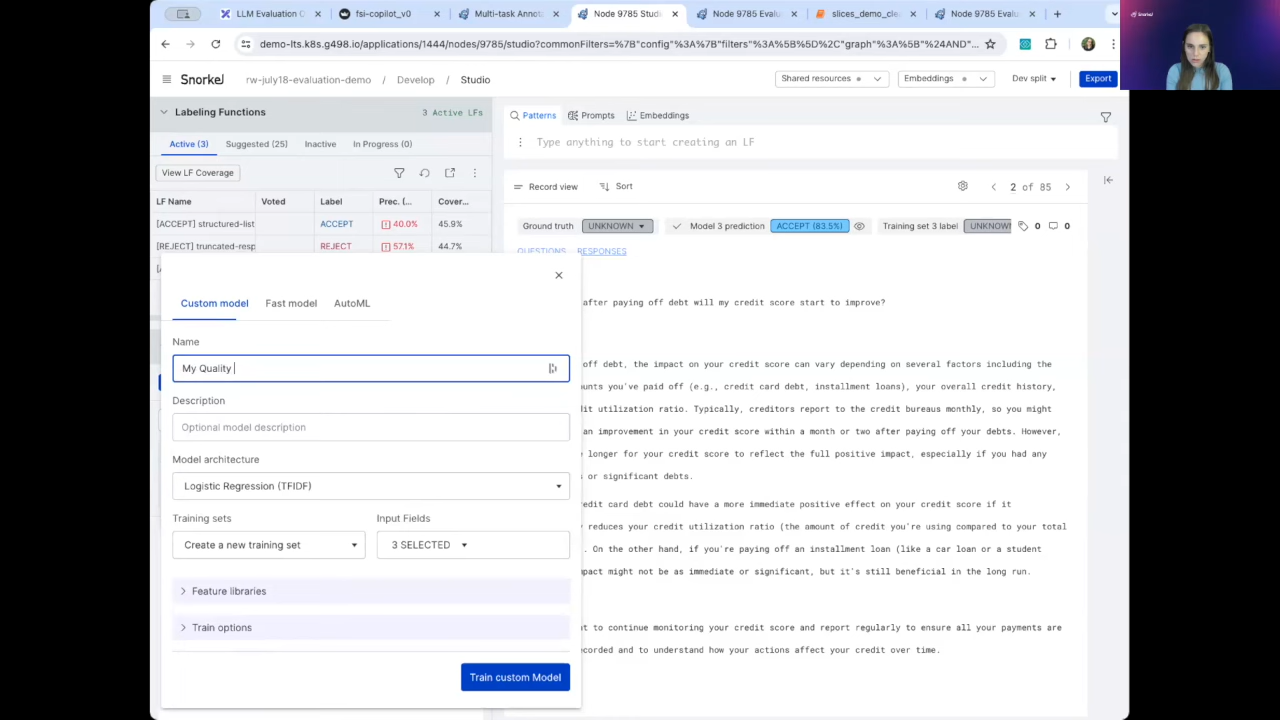 LLM Evaluation C
fsi-copilot_v0
Multi-task Annota
Node 9785 Studi
Node 9785 Evalu
slices_demo_clea
Node 9785 Evalu
demo-lts.k8s.g498.io/applications/1444/nodes/9785/studio?commonFilters=%7B"config"%3A%7B"filters"%3A%5B%5D%2C"graph"%3A%5B"%24AND"...
Snorkel
Snorkel
rw-july18-evaluation-demo / Develop / Studio
Shared resources
Embeddings
Dev split
Export
Labeling Functions
3 Active LFs
Active (3)
Suggested (25)
Inactive
In Progress (0)
View LF Coverage
LF Name Voted Label Prec. (... Cover...
[ACCEPT] structured-list ACCEPT 40.0% 45.9%
[REJECT] truncated-resp REJECT 57.1% 44.7%
Patterns
Prompts
Embeddings
Type anything to start creating an LF
Record view
Sort
2 of 85
Ground truth UNKNOWN
Model 3 prediction ACCEPT (83.5%)
Training set 3 label UNKNOWN
0
0
QUESTIONS RESPONSES
after paying off debt will my credit score start to improve?
off debt, the impact on your credit score can vary depending on several factors including the
unts you've paid off (e.g., credit card debt, installment loans), your overall credit history,
it utilization ratio. Typically, creditors report to the credit bureaus monthly, so you might
an improvement in your credit score within a month or two after paying off your debts. However,
longer for your credit score to reflect the full positive impact, especially if you had any
or significant debts.
redit card debt could have a more immediate positive effect on your credit score if it
y reduces your credit utilization ratio (the amount of credit you're using compared to your total
. On the other hand, if you're paying off an installment loan (like a car loan or a student
pact might not be as immediate or significant, but it's still beneficial in the long run.
nt to continue monitoring your credit score and report regularly to ensure all your payments are
ecorded and to understand how your actions affect your credit over time.
Custom model
Fast model
AutoML
Name
My Quality
Description
Optional model description
Model architecture
Logistic Regression (TFIDF)
Training sets
Input Fields
Create a new training set
3 SELECTED
Feature libraries
Train options
Train custom Model